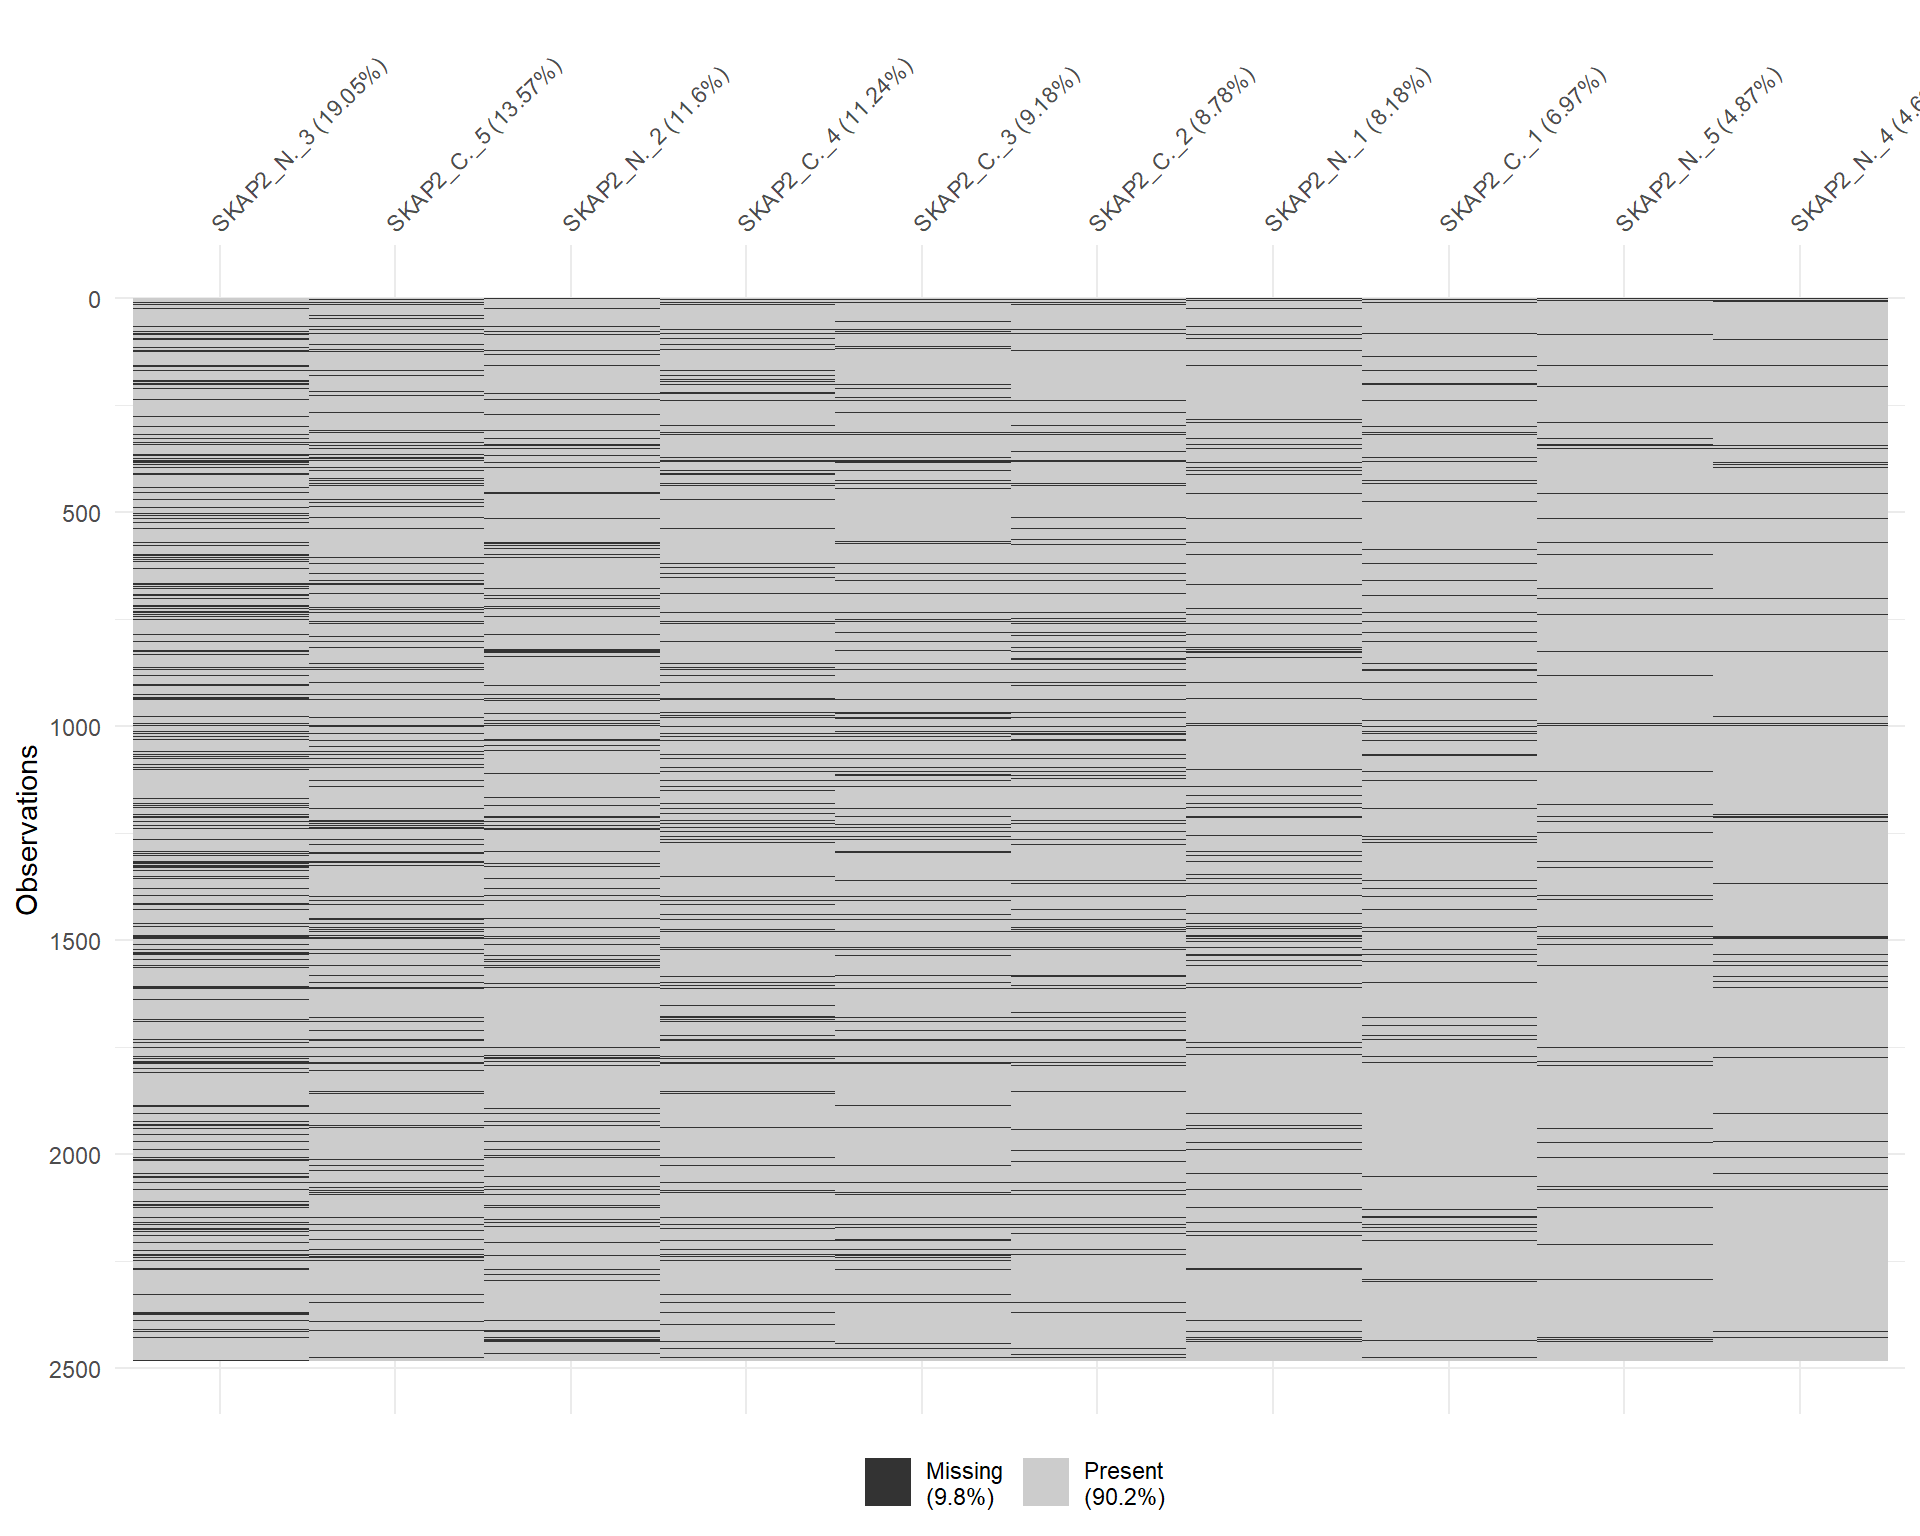 SKAP2_N._3 (19.05%)
SKAP2_C._5 (13.57%)
SKAP2_N._2 (11.6%)
SKAP2_C._4 (11.24%)
SKAP2_C._3 (9.18%)
SKAP2_C._2 (8.78%)
SKAP2_N._1 (8.18%)
SKAP2_C._1 (6.97%)
SKAP2_N._5 (4.87%)
SKAP2_N._4
0
500
1000
1500
2000
2500
Observations
Missing
(9.8%)
Present
(90.2%)